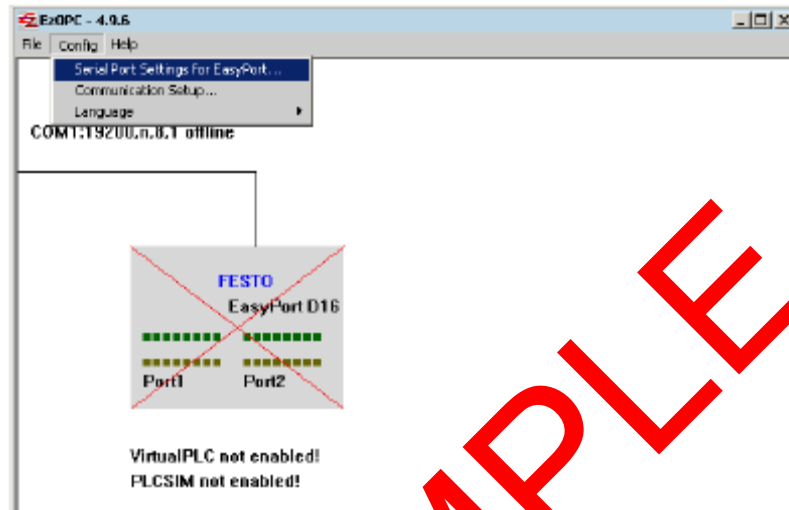 EzOPC - 4.9.6
File Config Help
Serial Port Settings for EasyPort...
Communication Setup...
Language
COM1:19200,n,8,1 offline
FESTO
EasyPort D16
Port1 Port2
VirtualPLC not enabled!
PLCSIM not enabled!
MPLE